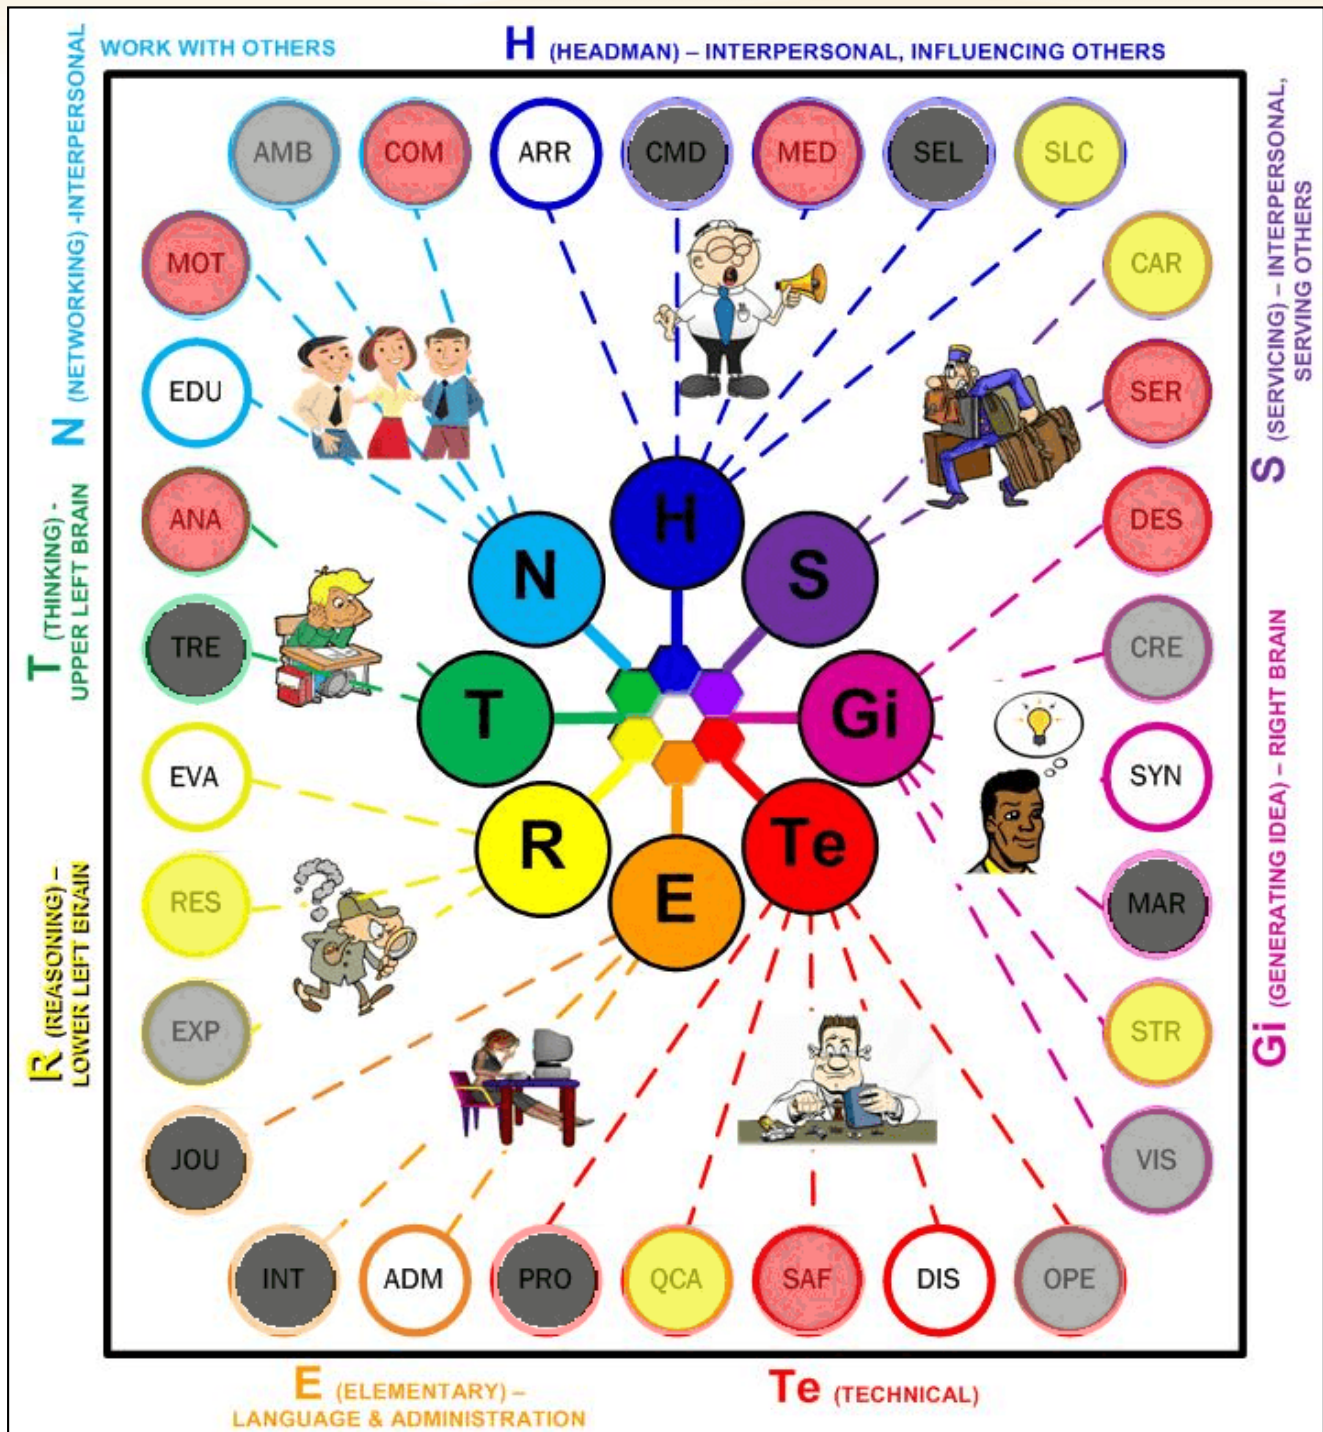 WORK WITH OTHERS
H (HEADMAN) – INTERPERSONAL, INFLUENCING OTHERS
N (NETWORKING) -INTERPERSONAL
AMB
COM
ARR
CMD
MED
SEL
SLC
MOT
CAR
EDU
SER
S (SERVICING) – INTERPERSONAL,
SERVING OTHERS
ANA
DES
T (THINKING) -
UPPER LEFT BRAIN
TRE
CRE
H
N
S
T
Gi
R
Te
E
EVA
SYN
RES
MAR
R (REASONING) –
LOWER LEFT BRAIN
Gi (GENERATING IDEA) – RIGHT BRAIN
EXP
STR
JOU
VIS
INT
ADM
PRO
QCA
SAF
DIS
OPE
E (ELEMENTARY) –
LANGUAGE & ADMINISTRATION
Te (TECHNICAL)